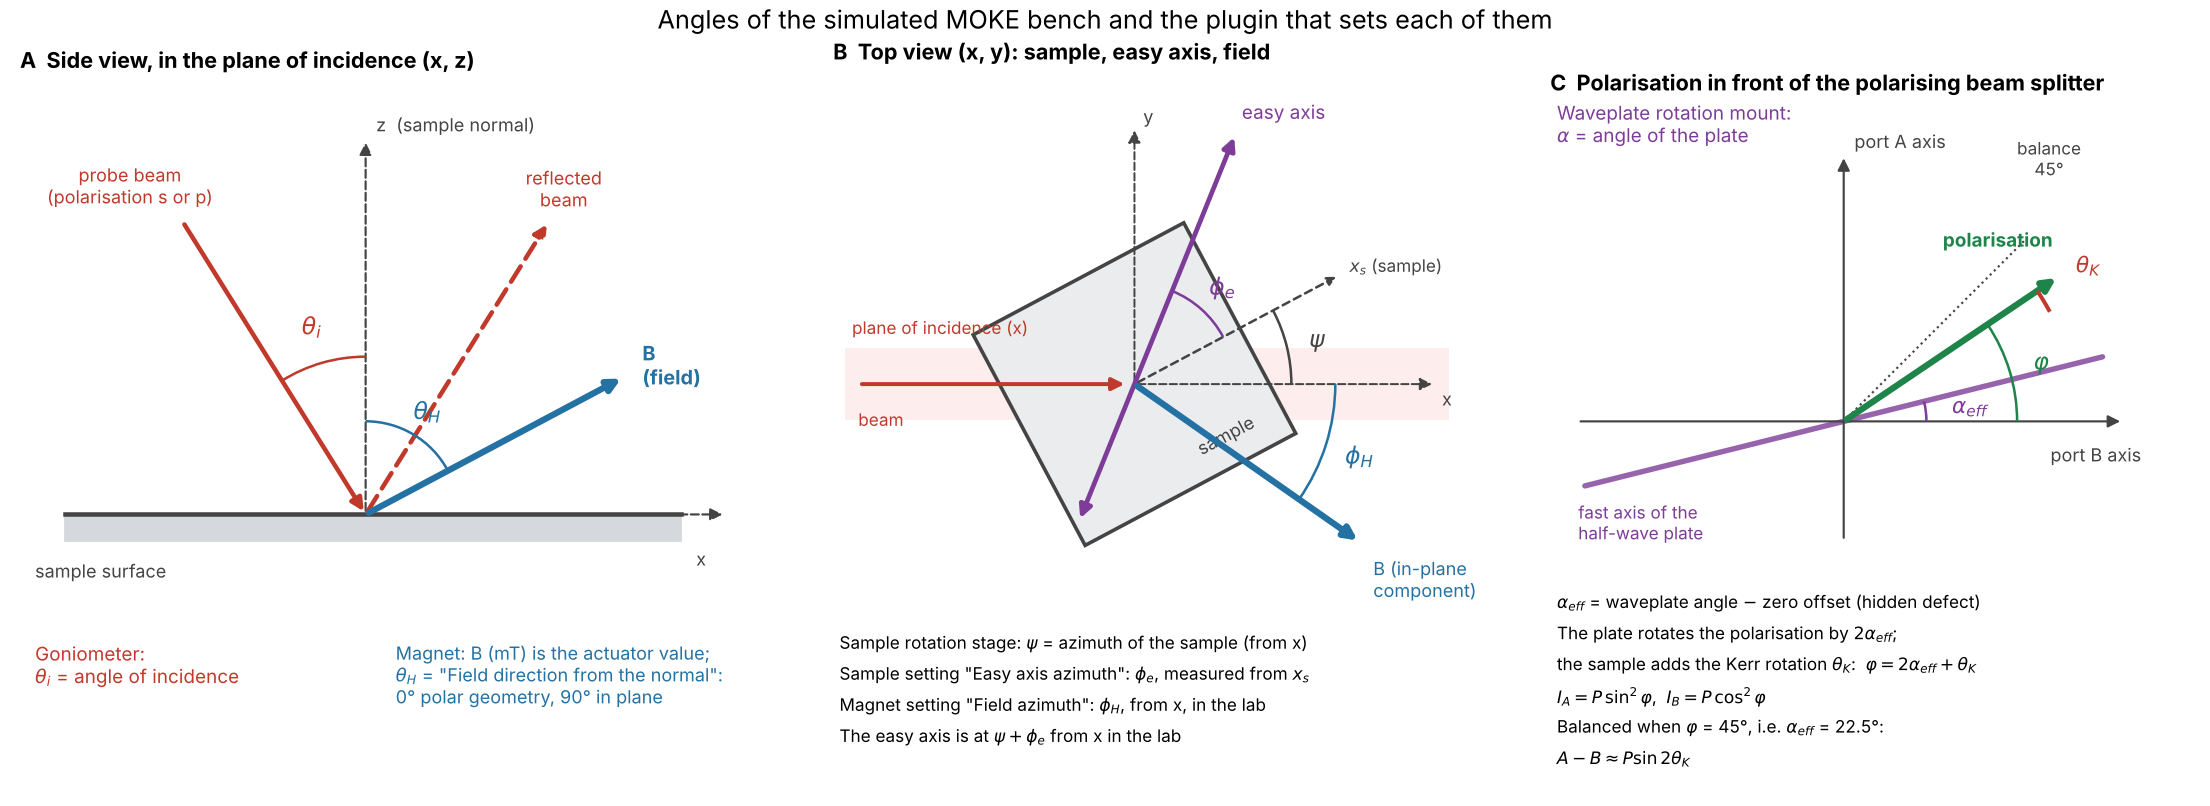 Angles of the simulated MOKE bench and the plugin that sets each of them
A Side view, in the plane of incidence (x, z)
z (sample normal)
probe beam
(polarisation s or p)
reflected
beam
θi
θH
B
(field)
x
sample surface
Goniometer:
θi = angle of incidence
Magnet: B (mT) is the actuator value;
θH = "Field direction from the normal":
0° polar geometry, 90° in plane
B Top view (x, y): sample, easy axis, field
y
easy axis
xs (sample)
ϕe
ψ
plane of incidence (x)
beam
x
sample
ϕH
B (in-plane
component)
Sample rotation stage: ψ = azimuth of the sample (from x)
Sample setting "Easy axis azimuth": ϕe, measured from xs
Magnet setting "Field azimuth": ϕH, from x, in the lab
The easy axis is at ψ + ϕe from x in the lab
C Polarisation in front of the polarising beam splitter
Waveplate rotation mount:
α = angle of the plate
port A axis
balance
45°
polarisation
θK
φ
αeff
port B axis
fast axis of the
half-wave plate
αeff = waveplate angle − zero offset (hidden defect)
The plate rotates the polarisation by 2αeff;
the sample adds the Kerr rotation θK: φ = 2αeff + θK
IA = P sin² φ, IB = P cos² φ
Balanced when φ = 45°, i.e. αeff = 22.5°:
A − B ≈ P sin 2θK